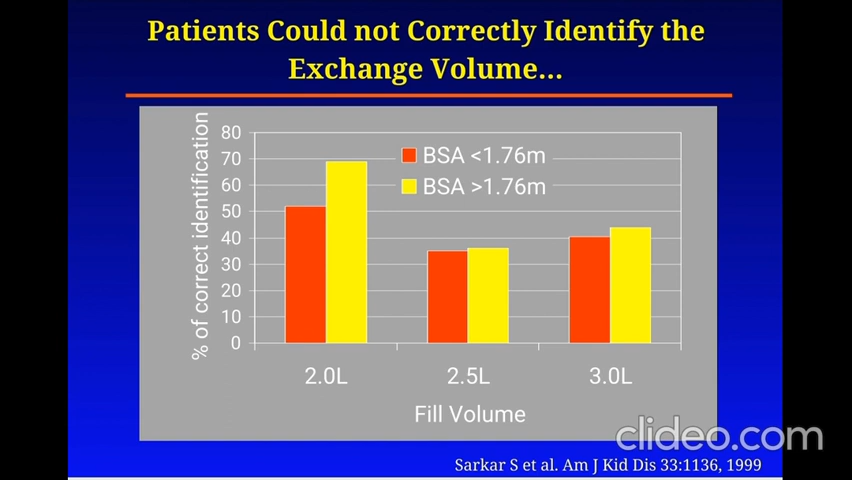 Patients Could not Correctly Identify the
Exchange Volume...
% of correct identification
80
70
60
50
40
30
20
10
0
BSA <1.76m
BSA >1.76m
2.0L 2.5L 3.0L
Fill Volume
clideo.com
Sarkar S et al. Am J Kid Dis 33:1136, 1999